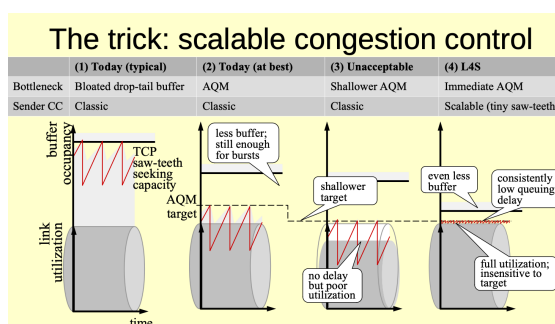 The trick: scalable congestion control
(1) Today (typical) (2) Today (at best) (3) Unacceptable (4) L4S
Bottleneck Bloated drop-tail buffer AQM Shallower AQM Immediate AQM
Sender CC Classic Classic Classic Scalable (tiny saw-teeth
buffer
occupancy
TCP
saw-teeth
seeking
capacity
less buffer;
still enough
for bursts
AQM
target
shallower
target
even less
buffer
consistently
low queuing
delay
link
utilization
no delay
but poor
utilization
full utilization;
insensitive to
target
time